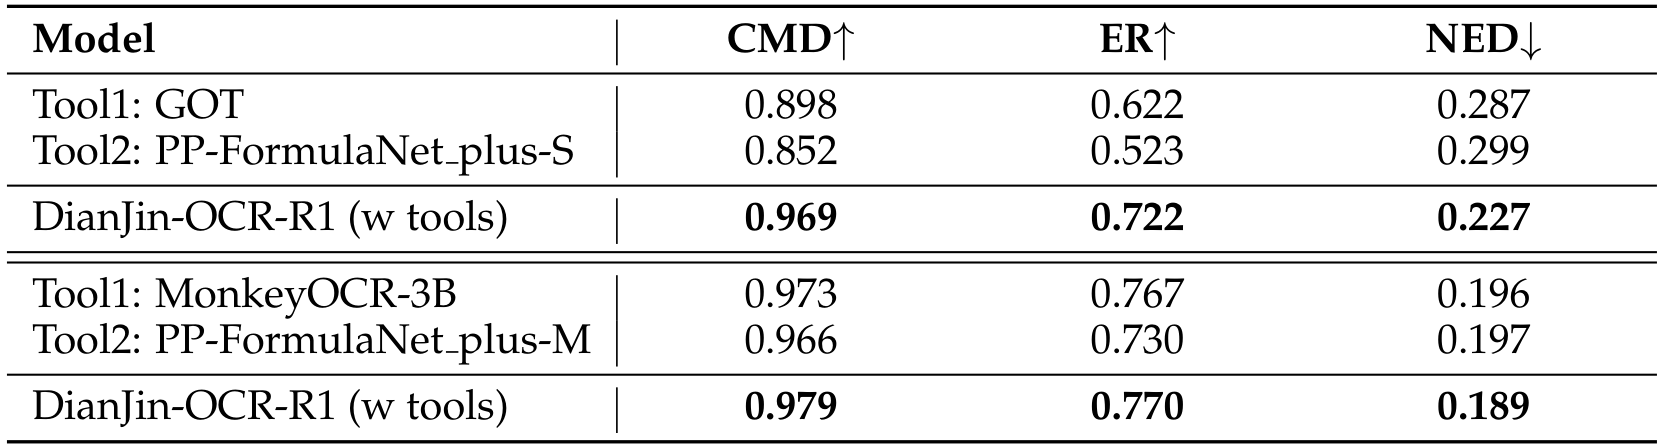 Model CMD↑ ER↑ NED↓
Tool1: GOT 0.898 0.622 0.287
Tool2: PP-FormulaNet_plus-S 0.852 0.523 0.299
DianJin-OCR-R1 (w tools) 0.969 0.722 0.227
Tool1: MonkeyOCR-3B 0.973 0.767 0.196
Tool2: PP-FormulaNet_plus-M 0.966 0.730 0.197
DianJin-OCR-R1 (w tools) 0.979 0.770 0.189